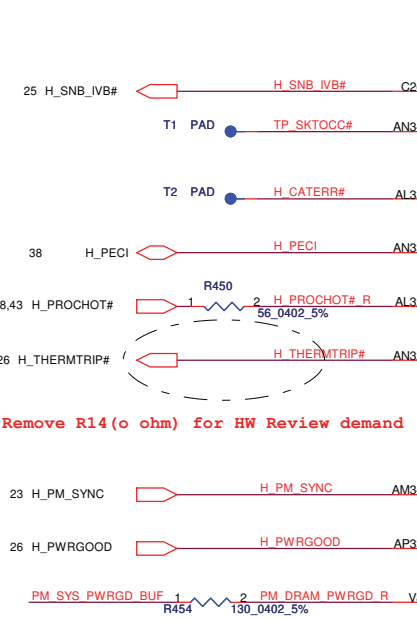 25 H_SNB_IVB# H_SNB_IVB# C2
T1 PAD TP_SKTOCC# AN3
T2 PAD H_CATERR# AL3
38 H_PECI H_PECI AN3
R450
8,43 H_PROCHOT# 1 2 H_PROCHOT#_R AL3
56_0402_5%
26 H_THERMTRIP# H_THERMTRIP# AN3
Remove R14(o ohm) for HW Review demand
23 H_PM_SYNC H_PM_SYNC AM3
26 H_PWRGOOD H_PWRGOOD AP3
PM_SYS_PWRGD_BUF 1 2 PM_DRAM_PWRGD_R V
R454 130_0402_5%